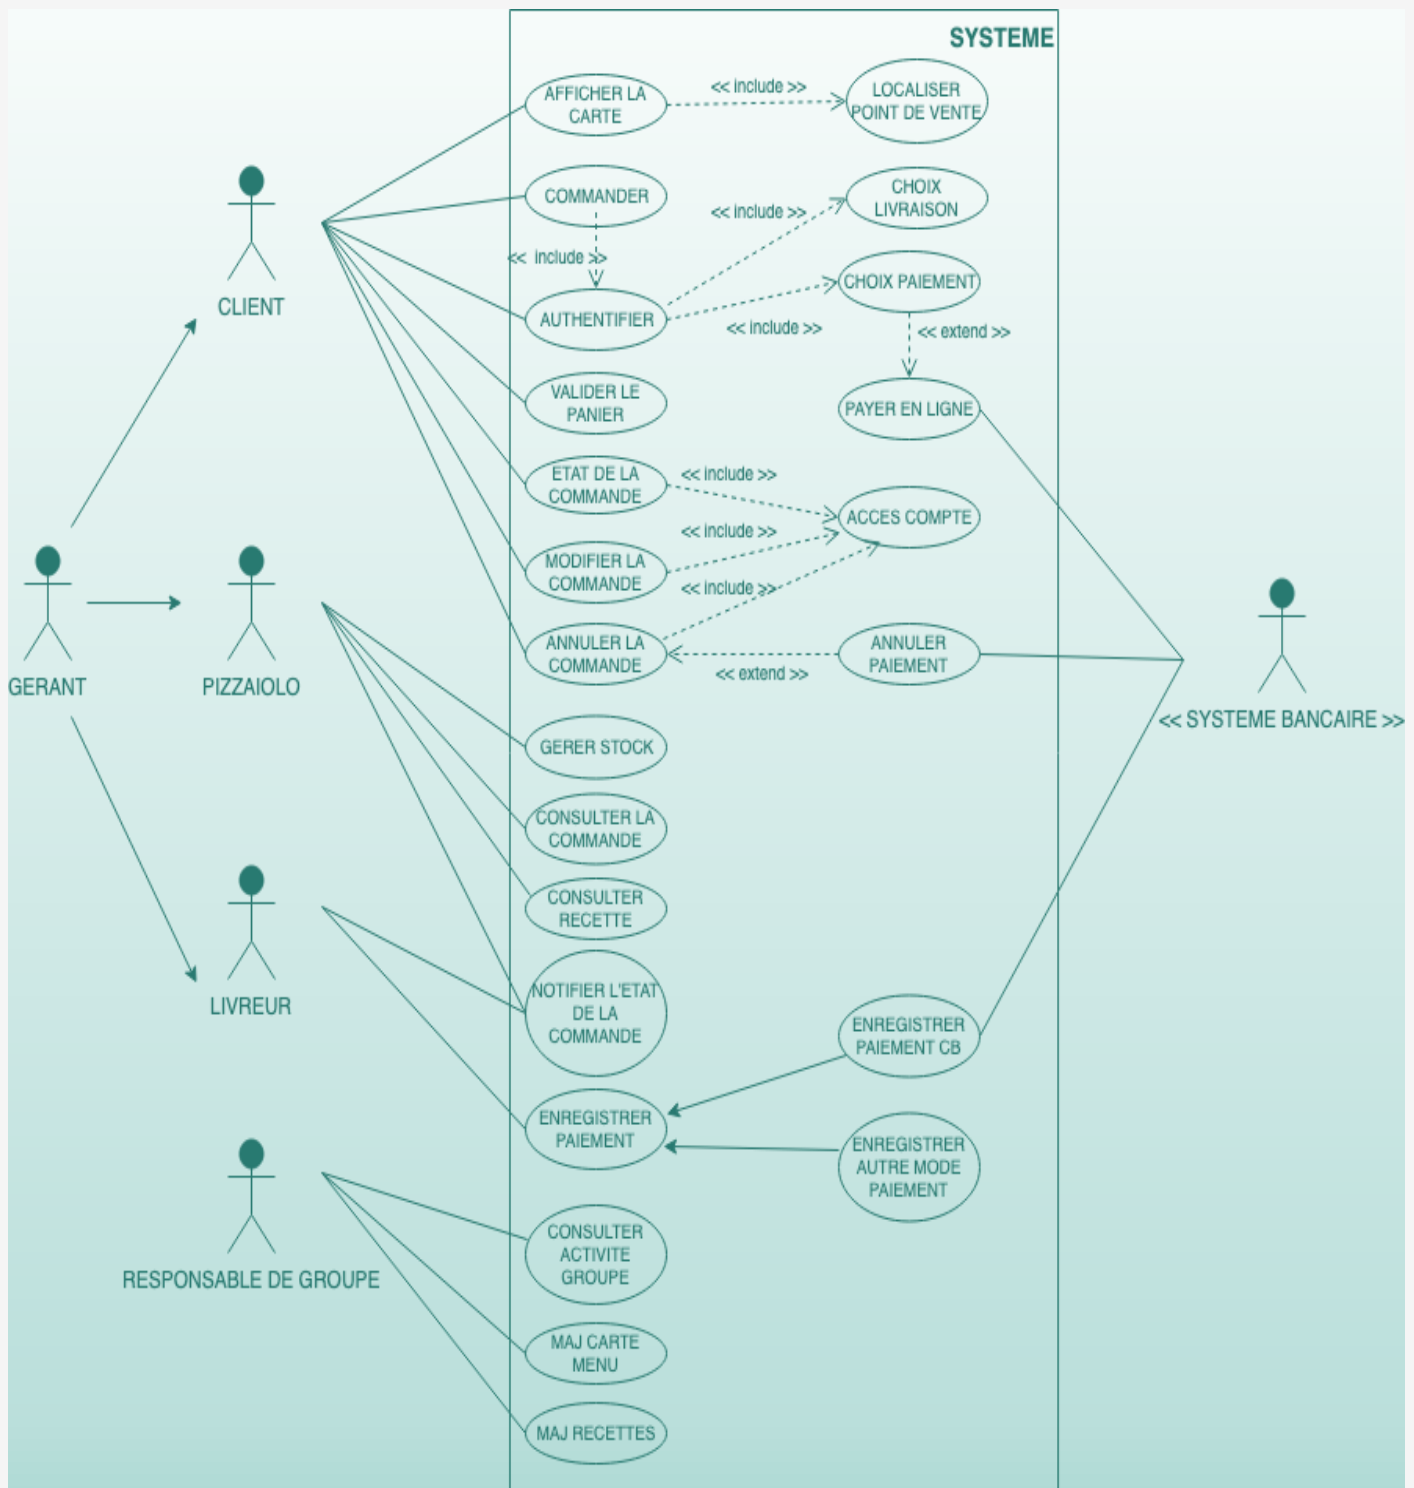 SYSTEME
AFFICHER LA
CARTE
<< include >>
LOCALISER
POINT DE VENTE
COMMANDER
<< include >>
CHOIX
LIVRAISON
<< include >>
CLIENT
AUTHENTIFIER
<< include >>
CHOIX PAIEMENT
<< extend >>
VALIDER LE
PANIER
PAYER EN LIGNE
ETAT DE LA
COMMANDE
<< include >>
ACCES COMPTE
MODIFIER LA
COMMANDE
<< include >>
<< include >>
ANNULER LA
COMMANDE
<< extend >>
ANNULER
PAIEMENT
GERANT
PIZZAIOLO
<< SYSTEME BANCAIRE >>
GERER STOCK
CONSULTER LA
COMMANDE
CONSULTER
RECETTE
LIVREUR
NOTIFIER L'ETAT
DE LA
COMMANDE
ENREGISTRER
PAIEMENT CB
ENREGISTRER
PAIEMENT
ENREGISTRER
AUTRE MODE
PAIEMENT
RESPONSABLE DE GROUPE
CONSULTER
ACTIVITE
GROUPE
MAJ CARTE
MENU
MAJ RECETTES